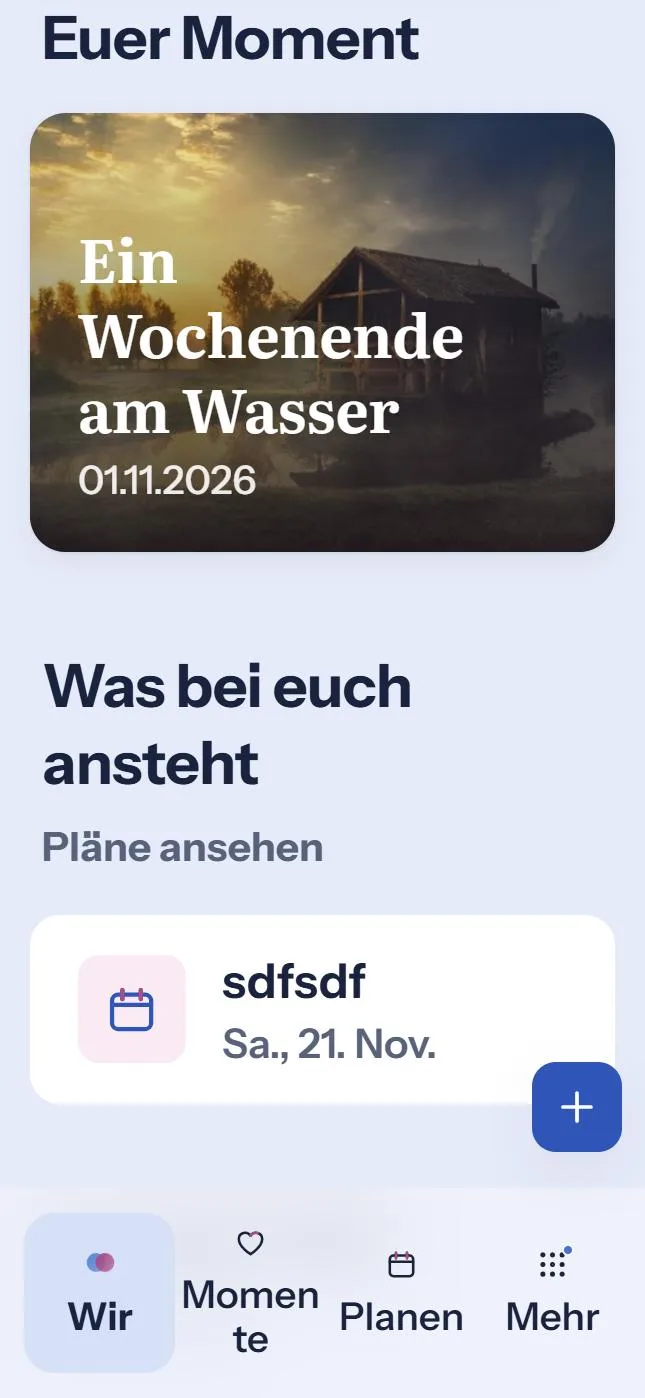 Euer Moment
Ein
Wochenende
am Wasser
01.11.2026
Was bei euch
ansteht
Pläne ansehen
sdfsdf
Sa., 21. Nov.
Wir
Momen
te
Planen
Mehr